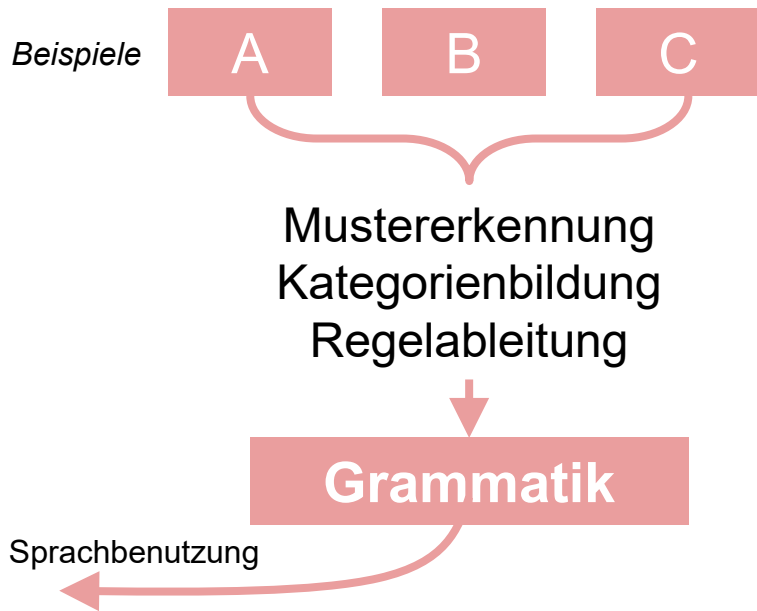 Beispiele A B C
Mustererkennung
Kategorienbildung
Regelableitung
Grammatik
Sprachbenutzung